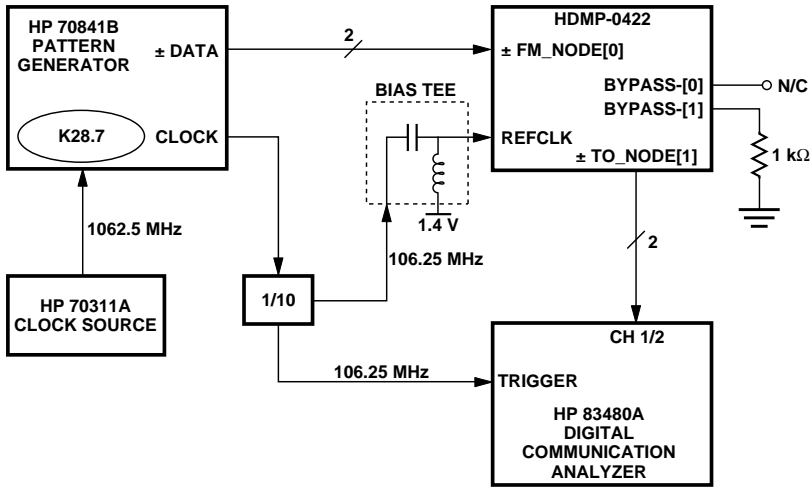 HP 70841B
PATTERN
GENERATOR
± DATA
K28.7
CLOCK
2
HDMP-0422
± FM_NODE[0]
BYPASS-[0]
N/C
BYPASS-[1]
REFCLK
± TO_NODE[1]
1 kΩ
BIAS TEE
1.4 V
1062.5 MHz
106.25 MHz
2
HP 70311A
CLOCK SOURCE
1/10
106.25 MHz
CH 1/2
TRIGGER
HP 83480A
DIGITAL
COMMUNICATION
ANALYZER